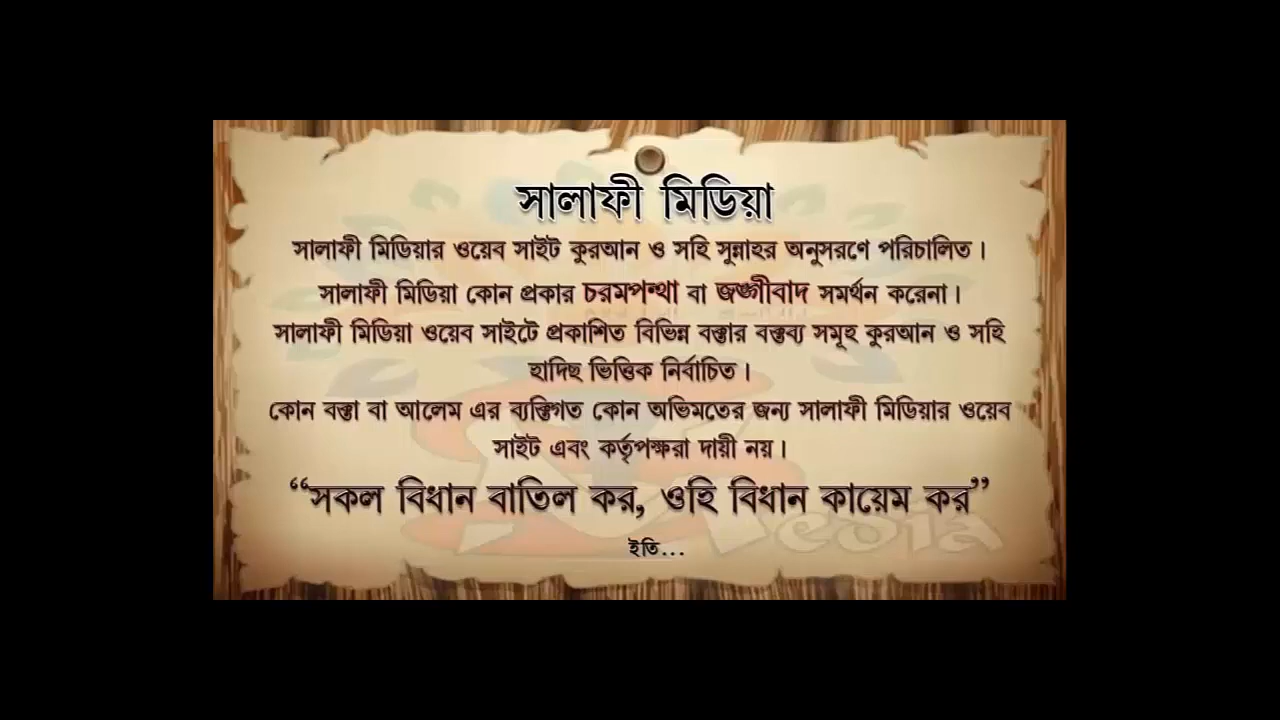 সালাফী মিডিয়া
সালাফী মিডিয়ার ওয়েব সাইট কুরআন ও সহি সুন্নাহর অনুসরণে পরিচালিত।
সালাফী মিডিয়া কোন প্রকার চরমপন্থা বা জঙ্গীবাদ সমর্থন করেনা।
সালাফী মিডিয়া ওয়েব সাইটে প্রকাশিত বিভিন্ন বক্তার বক্তব্য সমূহ কুরআন ও সহি
হাদিছ ভিত্তিক নির্বাচিত।
কোন বক্তা বা আলেম এর ব্যক্তিগত কোন অভিমতের জন্য সালাফী মিডিয়ার ওয়েব
সাইট এবং কর্তৃপক্ষরা দায়ী নয়।
“সকল বিধান বাতিল কর, ওহি বিধান কায়েম কর”
ইতি...